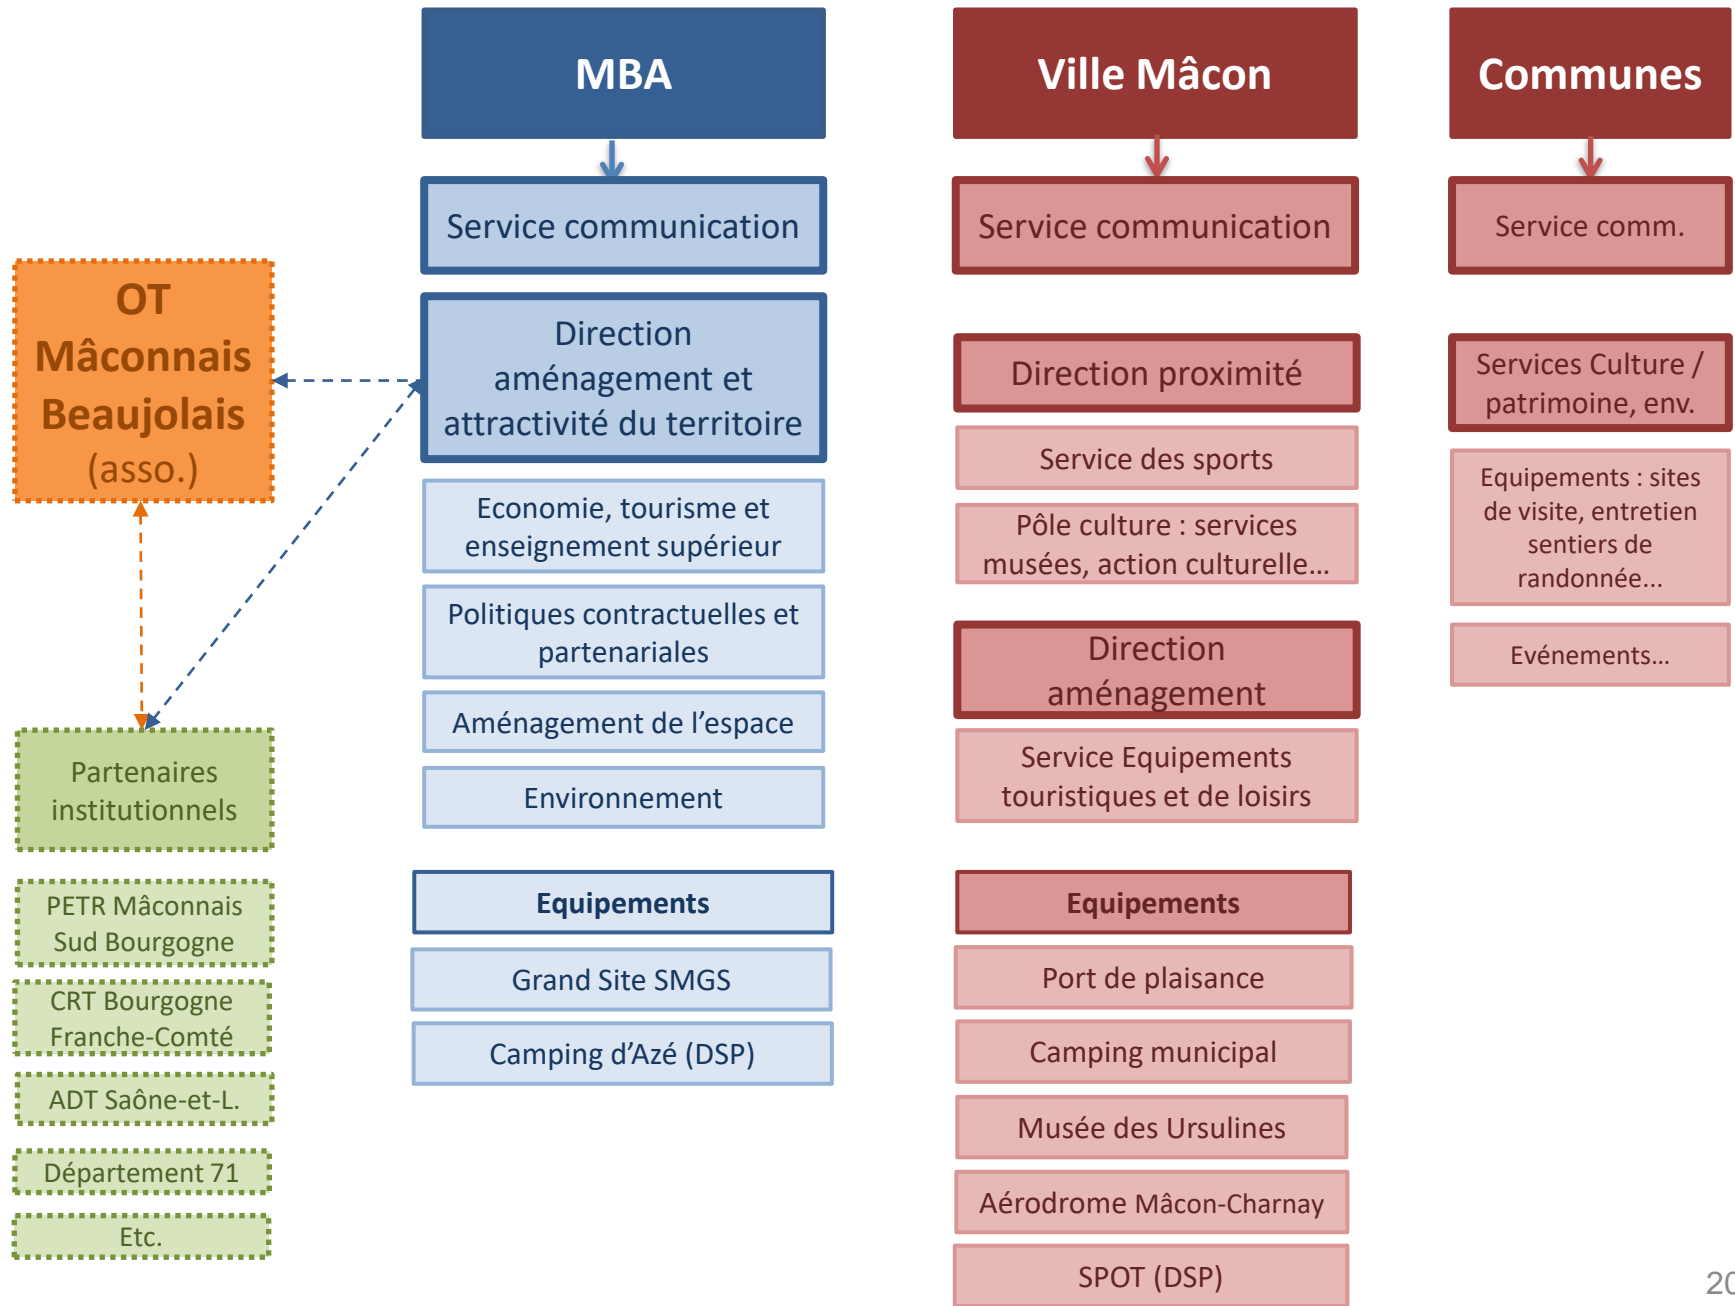 MBA
Service communication
Direction
aménagement et
attractivité du territoire
Economie, tourisme et
enseignement supérieur
Politiques contractuelles et
partenariales
Aménagement de l’espace
Environnement
Equipements
Grand Site SMGS
Camping d’Azé (DSP)
Ville Mâcon
Service communication
Direction proximité
Service des sports
Pôle culture : services
musées, action culturelle…
Direction
aménagement
Service Equipements
touristiques et de loisirs
Equipements
Port de plaisance
Camping municipal
Musée des Ursulines
Aérodrome Mâcon-Charnay
SPOT (DSP)
Communes
Service comm.
Services Culture /
patrimoine, env.
Equipements : sites
de visite, entretien
sentiers de
randonnée...
Evénements…
OT
Mâconnais
Beaujolais
(asso.)
Partenaires
institutionnels
PETR Mâconnais
Sud Bourgogne
CRT Bourgogne
Franche-Comté
ADT Saône-et-L.
Département 71
Etc.
20